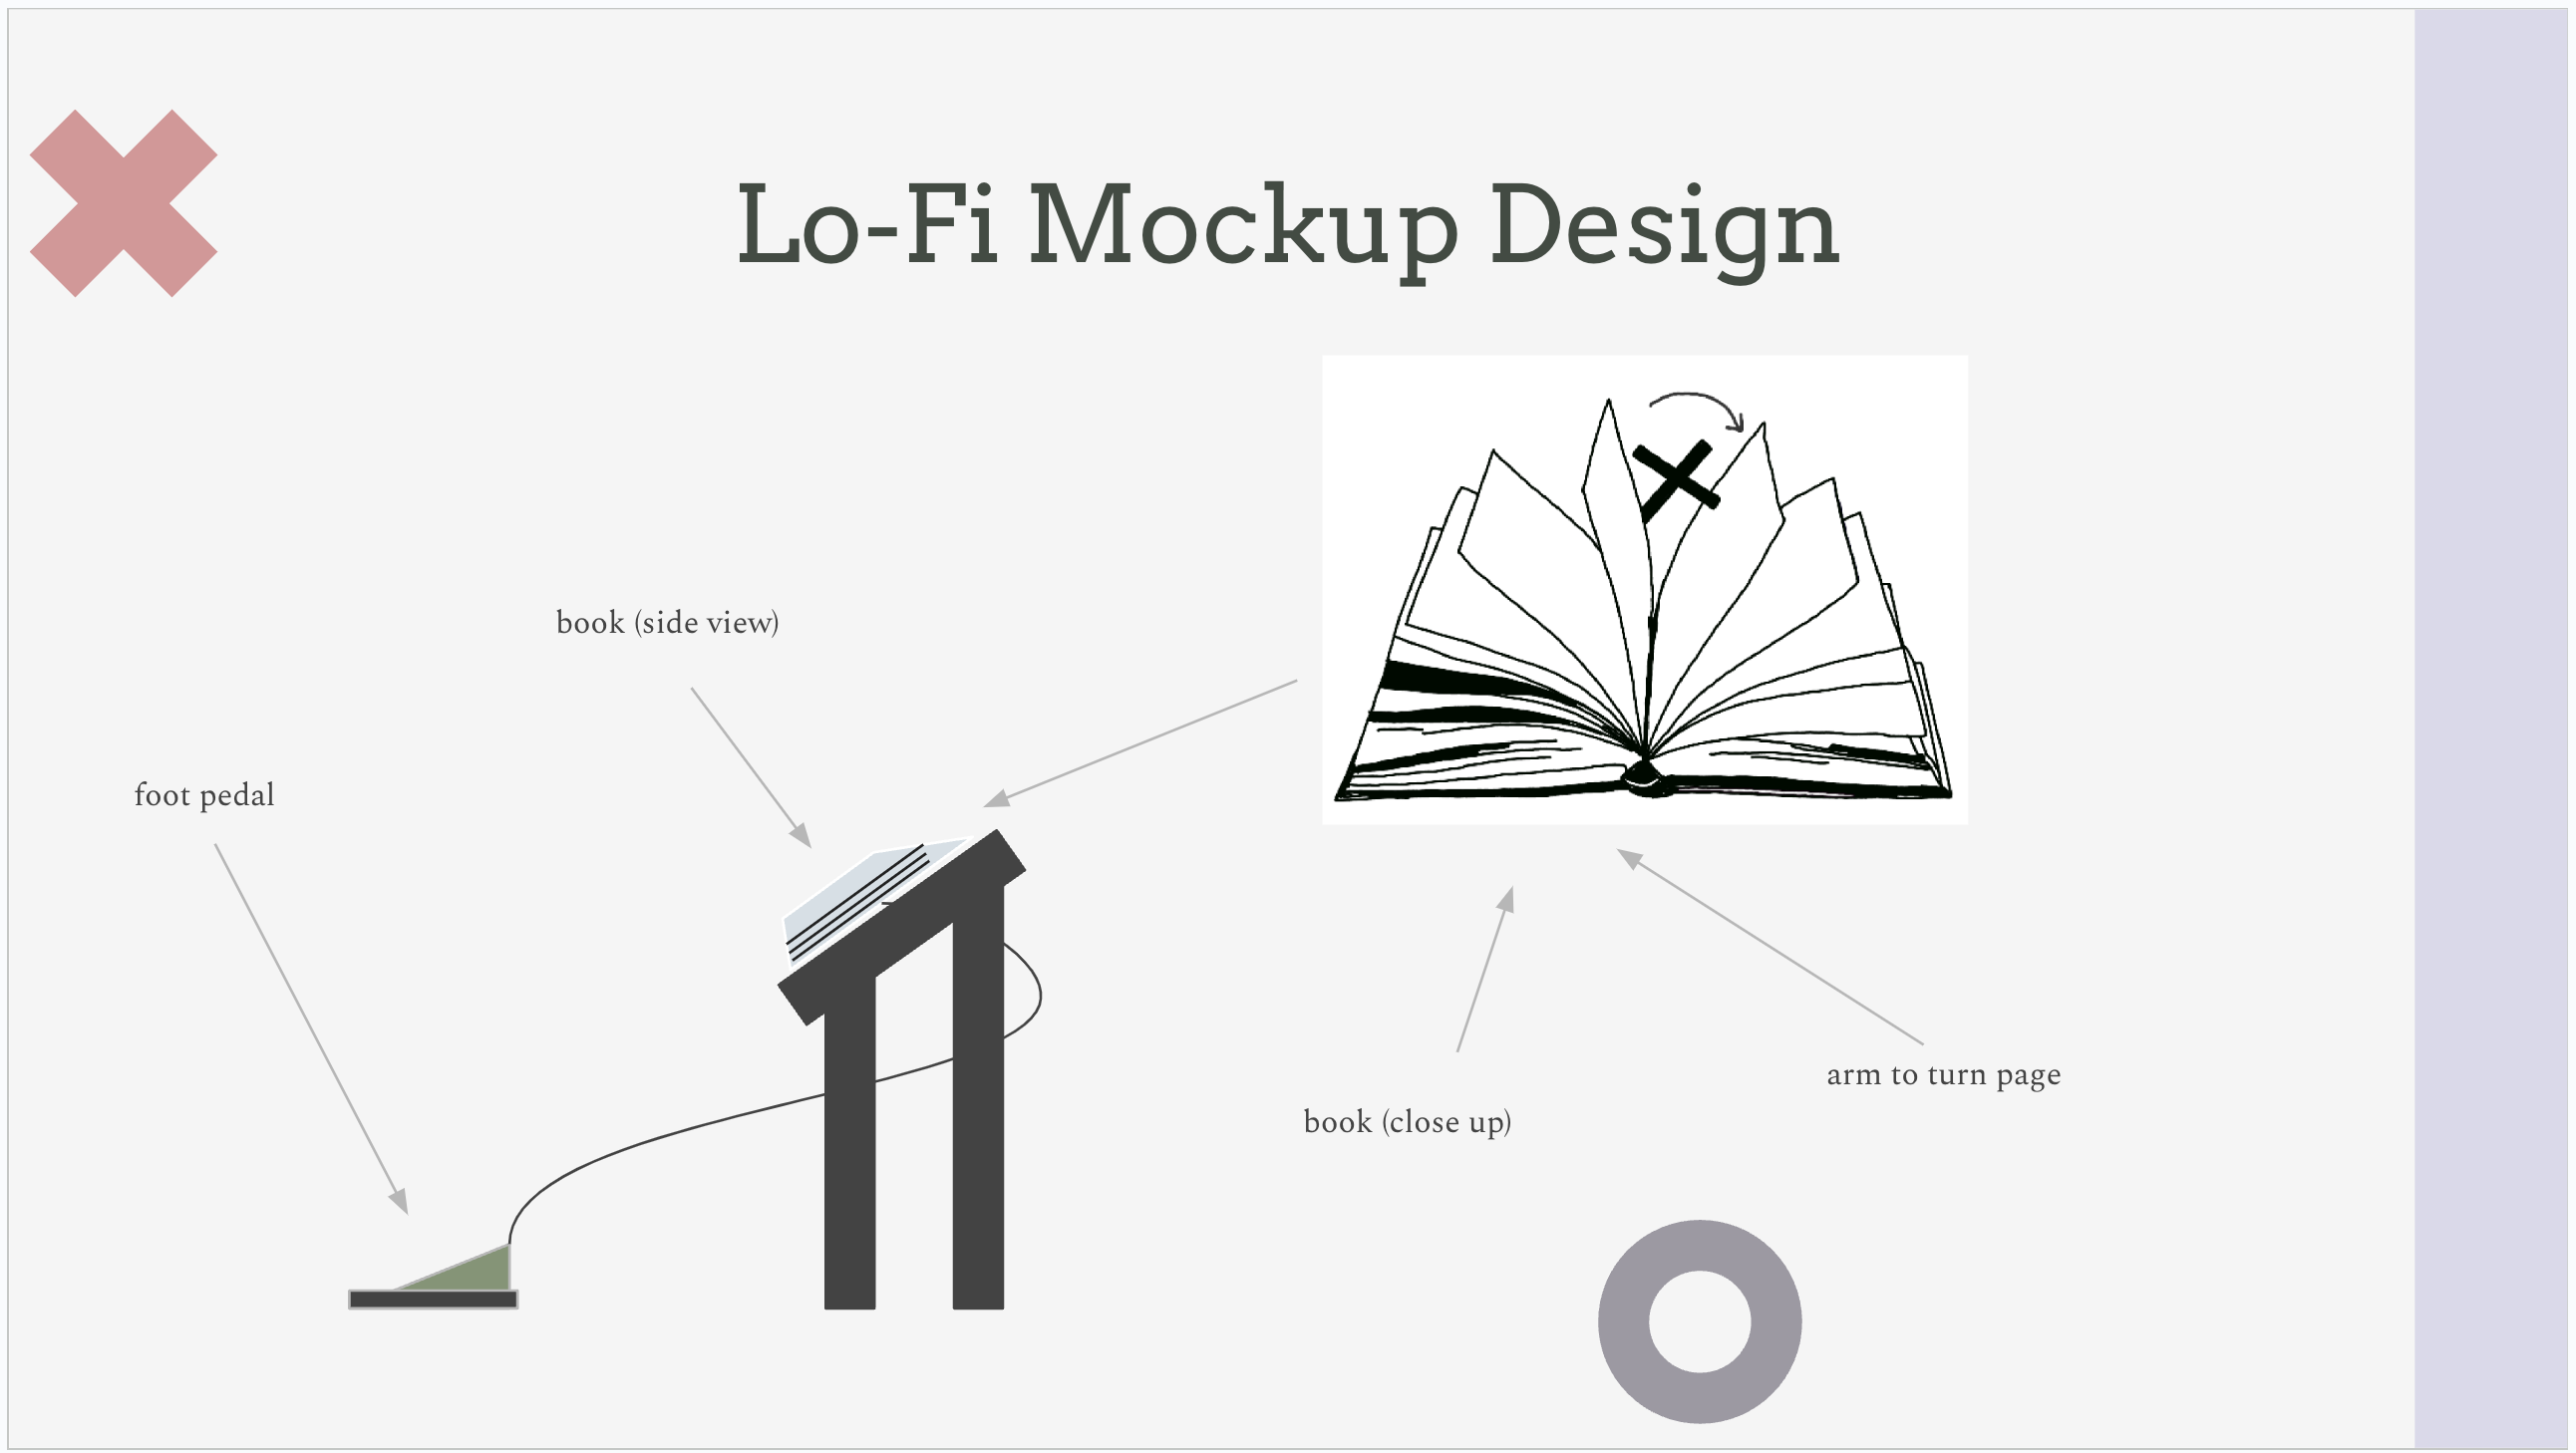 Lo-Fi Mockup Design
book (side view)
foot pedal
arm to turn page
book (close up)